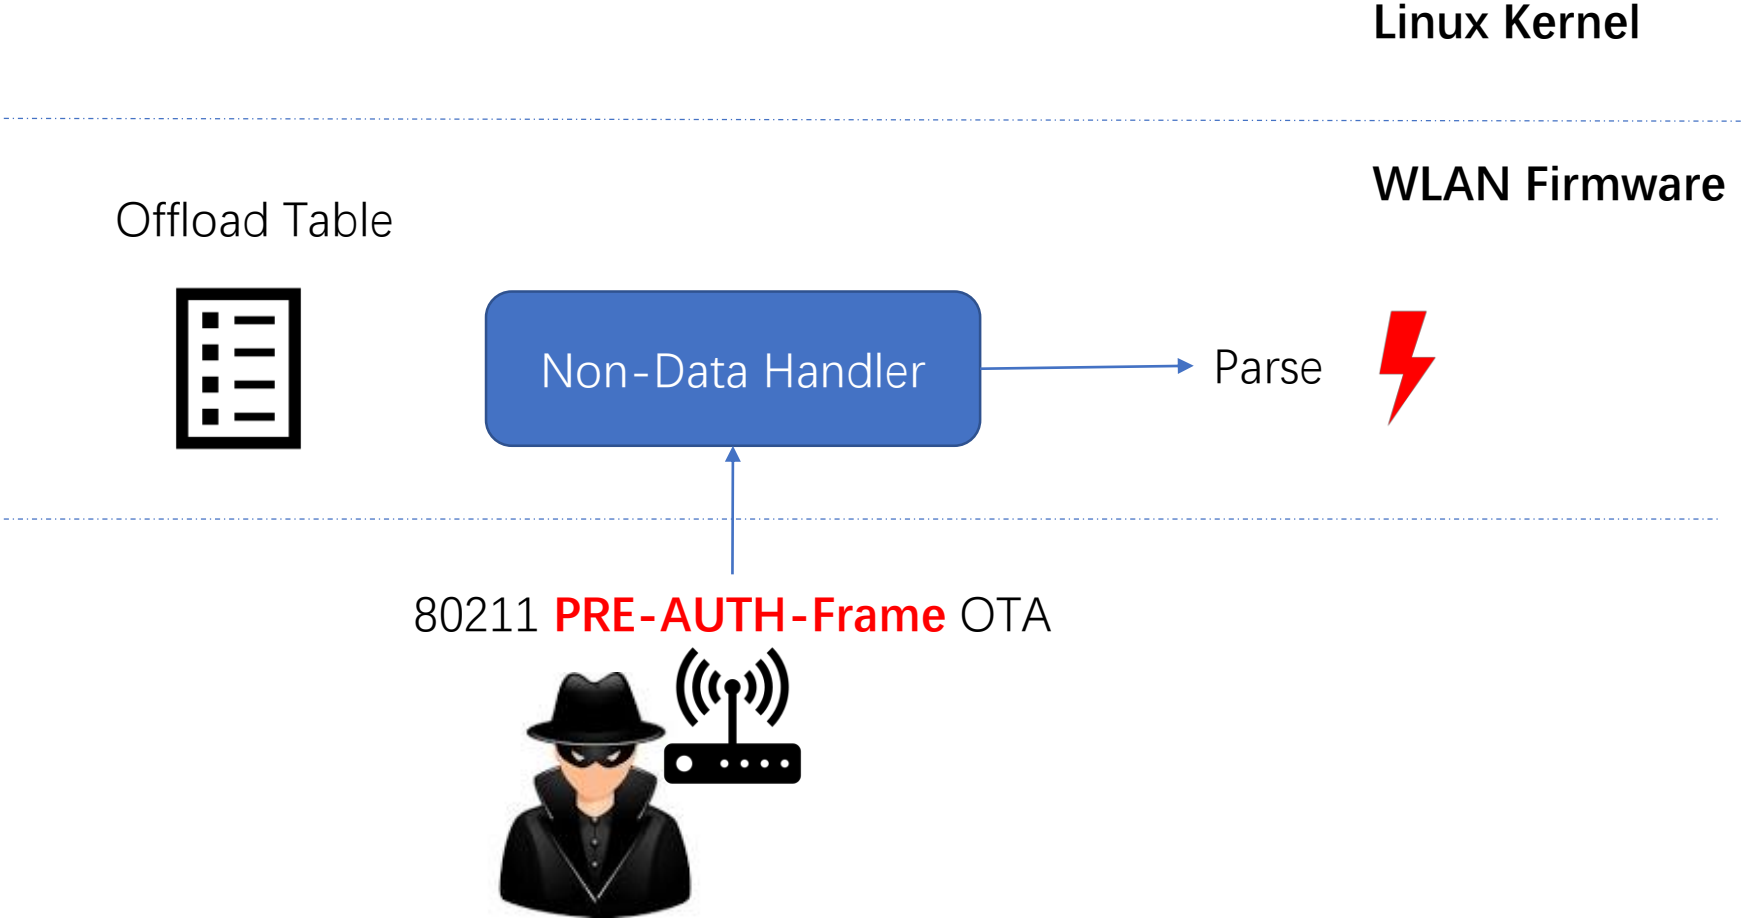 Linux Kernel
WLAN Firmware
Offload Table
Non-Data Handler
Parse
80211 PRE-AUTH-Frame OTA